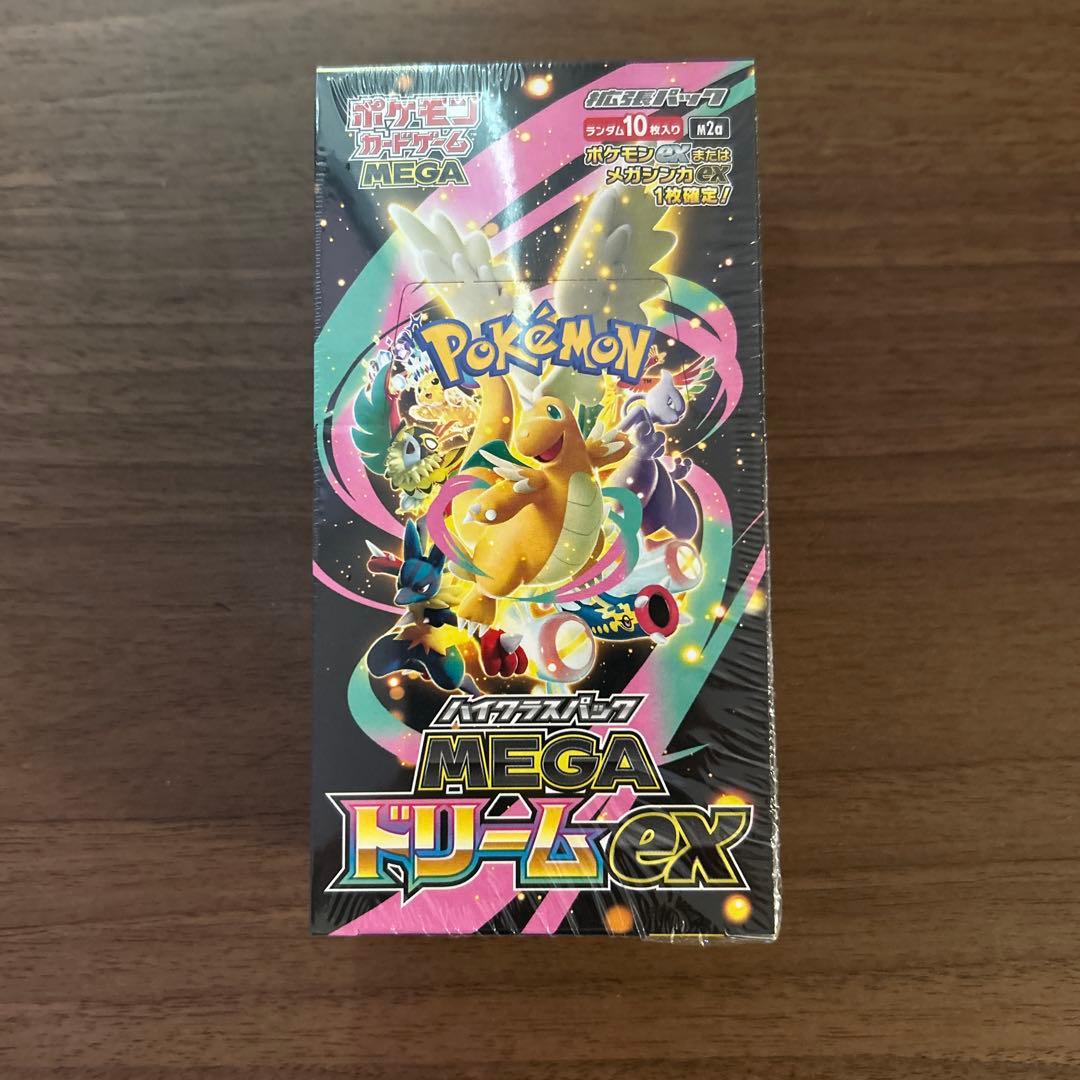 ポケモン
カードゲーム
MEGA
拡張パック
ランダム10枚入り M2a
ポケモンexまたは
メガシンカex
1枚確定!
POKéMON
TM
ハイクラスパック
MEGA
ドリームex